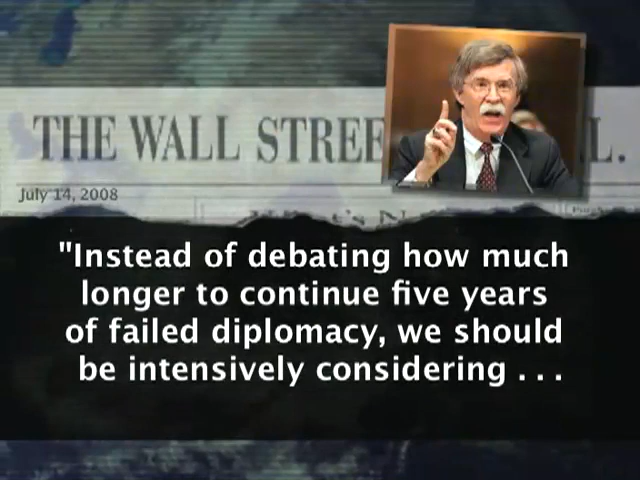 THE WALL STREE L.
July 14, 2008
"Instead of debating how much
longer to continue five years
of failed diplomacy, we should
be intensively considering . . .